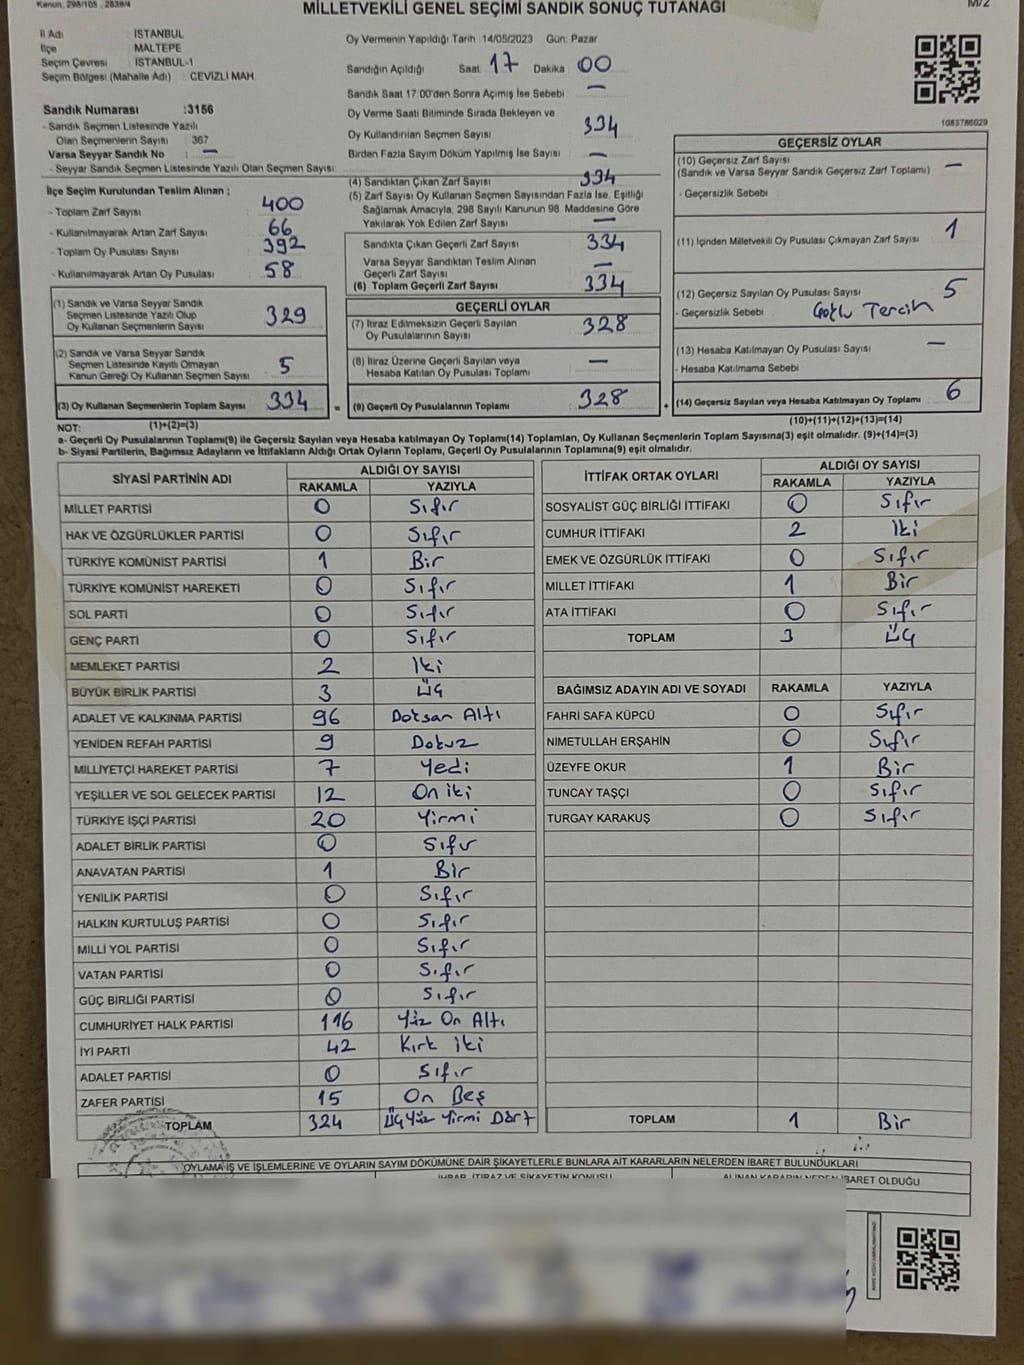 Kanun, 298/105 , 2839/4
MİLLETVEKİLİ GENEL SEÇİMİ SANDIK SONUÇ TUTANAĞI
M/2
İl Adı : İSTANBUL
İlçe : MALTEPE
Seçim Çevresi : İSTANBUL-1
Seçim Bölgesi (Mahalle Adı) : CEVİZLİ MAH.
Sandık Numarası :3156
- Sandık Seçmen Listesinde Yazılı
Olan Seçmenlerin Sayısı : 367
Varsa Seyyar Sandık No : —
- Seyyar Sandık Seçmen Listesinde Yazılı Olan Seçmen Sayısı:
Oy Vermenin Yapıldığı Tarih :14/05/2023 Gün: Pazar
Sandığın Açıldığı Saat 17 Dakika 00
Sandık Saat 17:00'den Sonra Açımış İse Sebebi : —
Oy Verme Saati Bitiminde Sırada Bekleyen ve
Oy Kullandırılan Seçmen Sayısı : 334
Birden Fazla Sayım Döküm Yapılmış İse Sayısı : —
1083786029
İlçe Seçim Kurulundan Teslim Alınan ;
- Toplam Zarf Sayısı : 400
- Kullanılmayarak Artan Zarf Sayısı : 66
- Toplam Oy Pusulası Sayısı : 392
- Kullanılmayarak Artan Oy Pusulası : 58
(1) Sandık ve Varsa Seyyar Sandık
Seçmen Listesinde Yazılı Olup
Oy Kullanan Seçmenlerin Sayısı : 329
(2) Sandık ve Varsa Seyyar Sandık
Seçmen Listesinde Kayıtlı Olmayan
Kanun Gereği Oy Kullanan Seçmen Sayısı : 5
(3) Oy Kullanan Seçmenlerin Toplam Sayısı : 334
(1)+(2)=(3)
(4) Sandıktan Çıkan Zarf Sayısı : 334
(5) Zarf Sayısı Oy Kullanan Seçmen Sayısından Fazla İse, Eşitliği
Sağlamak Amacıyla, 298 Sayılı Kanunun 98. Maddesine Göre
Yakılarak Yok Edilen Zarf Sayısı : —
Sandıkta Çıkan Geçerli Zarf Sayısı : 334
Varsa Seyyar Sandıktan Teslim Alınan
Geçerli Zarf Sayısı : —
(6) Toplam Geçerli Zarf Sayısı : 334
GEÇERLİ OYLAR
(7) İtiraz Edilmeksizin Geçerli Sayılan
Oy Pusulalarının Sayısı : 328
(8) İtiraz Üzerine Geçerli Sayılan veya
Hesaba Katılan Oy Pusulası Toplamı : —
= (9) Geçerli Oy Pusulalarının Toplamı : 328
GEÇERSİZ OYLAR
(10) Geçersiz Zarf Sayısı : —
(Sandık ve Varsa Seyyar Sandık Geçersiz Zarf Toplamı)
- Geçersizlik Sebebi :
(11) İçinden Milletvekili Oy Pusulası Çıkmayan Zarf Sayısı : 1
(12) Geçersiz Sayılan Oy Pusulası Sayısı : 5
- Geçersizlik Sebebi : Çoklu Tercih
(13) Hesaba Katılmayan Oy Pusulası Sayısı : —
- Hesaba Katılmama Sebebi :
+ (14) Geçersiz Sayılan veya Hesaba Katılmayan Oy Toplamı : 6
(10)+(11)+(12)+(13)=(14)
NOT:
a- Geçerli Oy Pusulalarının Toplamı(9) ile Geçersiz Sayılan veya Hesaba katılmayan Oy Toplamı(14) Toplamları, Oy Kullanan Seçmenlerin Toplam Sayısına(3) eşit olmalıdır. (9)+(14)=(3)
b- Siyasi Partilerin, Bağımsız Adayların ve İttifakların Aldığı Ortak Oyların Toplamı, Geçerli Oy Pusulalarının Toplamına(9) eşit olmalıdır.
SİYASİ PARTİNİN ADI ALDIĞI OY SAYISI
RAKAMLA YAZIYLA
MİLLET PARTİSİ 0 Sıfır
HAK VE ÖZGÜRLÜKLER PARTİSİ 0 Sıfır
TÜRKİYE KOMÜNİST PARTİSİ 1 Bir
TÜRKİYE KOMÜNİST HAREKETİ 0 Sıfır
SOL PARTİ 0 Sıfır
GENÇ PARTİ 0 Sıfır
MEMLEKET PARTİSİ 2 İki
BÜYÜK BİRLİK PARTİSİ 3 Üç
ADALET VE KALKINMA PARTİSİ 96 Doksan Altı
YENİDEN REFAH PARTİSİ 9 Dokuz
MİLLİYETÇİ HAREKET PARTİSİ 7 Yedi
YEŞİLLER VE SOL GELECEK PARTİSİ 12 On iki
TÜRKİYE İŞÇİ PARTİSİ 20 Yirmi
ADALET BİRLİK PARTİSİ 0 Sıfır
ANAVATAN PARTİSİ 1 Bir
YENİLİK PARTİSİ 0 Sıfır
HALKIN KURTULUŞ PARTİSİ 0 Sıfır
MİLLİ YOL PARTİSİ 0 Sıfır
VATAN PARTİSİ 0 Sıfır
GÜÇ BİRLİĞİ PARTİSİ 0 Sıfır
CUMHURİYET HALK PARTİSİ 116 Yüz On Altı
İYİ PARTİ 42 Kırk iki
ADALET PARTİSİ 0 Sıfır
ZAFER PARTİSİ 15 On Beş
TOPLAM 324 Üçyüz Yirmi Dört
İTTİFAK ORTAK OYLARI ALDIĞI OY SAYISI
RAKAMLA YAZIYLA
SOSYALİST GÜÇ BİRLİĞİ İTTİFAKI 0 Sıfır
CUMHUR İTTİFAKI 2 İki
EMEK VE ÖZGÜRLÜK İTTİFAKI 0 Sıfır
MİLLET İTTİFAKI 1 Bir
ATA İTTİFAKI 0 Sıfır
TOPLAM 3 Üç
BAĞIMSIZ ADAYIN ADI VE SOYADI RAKAMLA YAZIYLA
FAHRİ SAFA KÜPCÜ 0 Sıfır
NİMETULLAH ERŞAHİN 0 Sıfır
ÜZEYFE OKUR 1 Bir
TUNCAY TAŞÇI 0 Sıfır
TURGAY KARAKUŞ 0 Sıfır
TOPLAM 1 Bir
OYLAMA İŞ VE İŞLEMLERİNE VE OYLARIN SAYIM DÖKÜMÜNE DAİR ŞİKAYETLERLE BUNLARA AİT KARARLARIN NELERDEN İBARET BULUNDUKLARI
İHBAR, İTİRAZ VE ŞİKAYETİN KONUSU ALINAN KARARIN NEDEN İBARET OLDUĞU